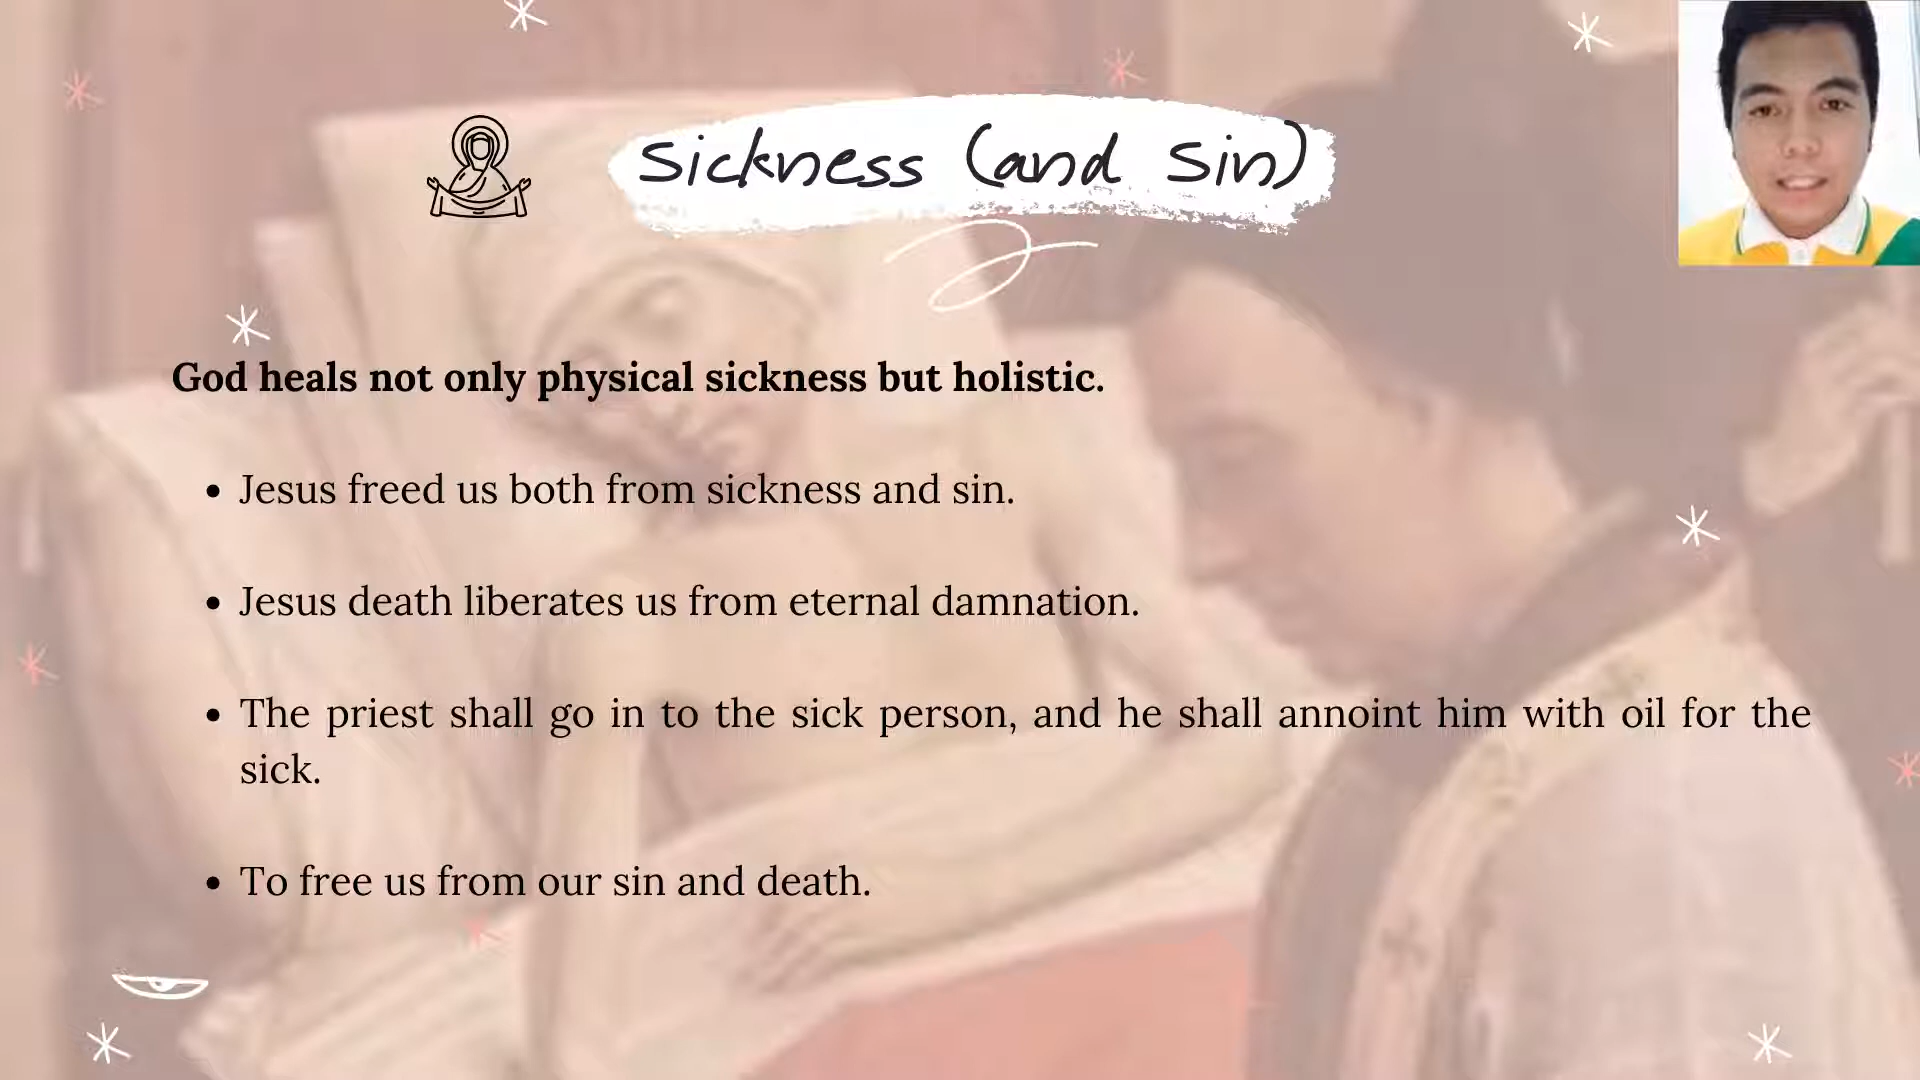 Sickness (and Sin)
God heals not only physical sickness but holistic.
• Jesus freed us both from sickness and sin.
• Jesus death liberates us from eternal damnation.
• The priest shall go in to the sick person, and he shall annoint him with oil for the
sick.
• To free us from our sin and death.